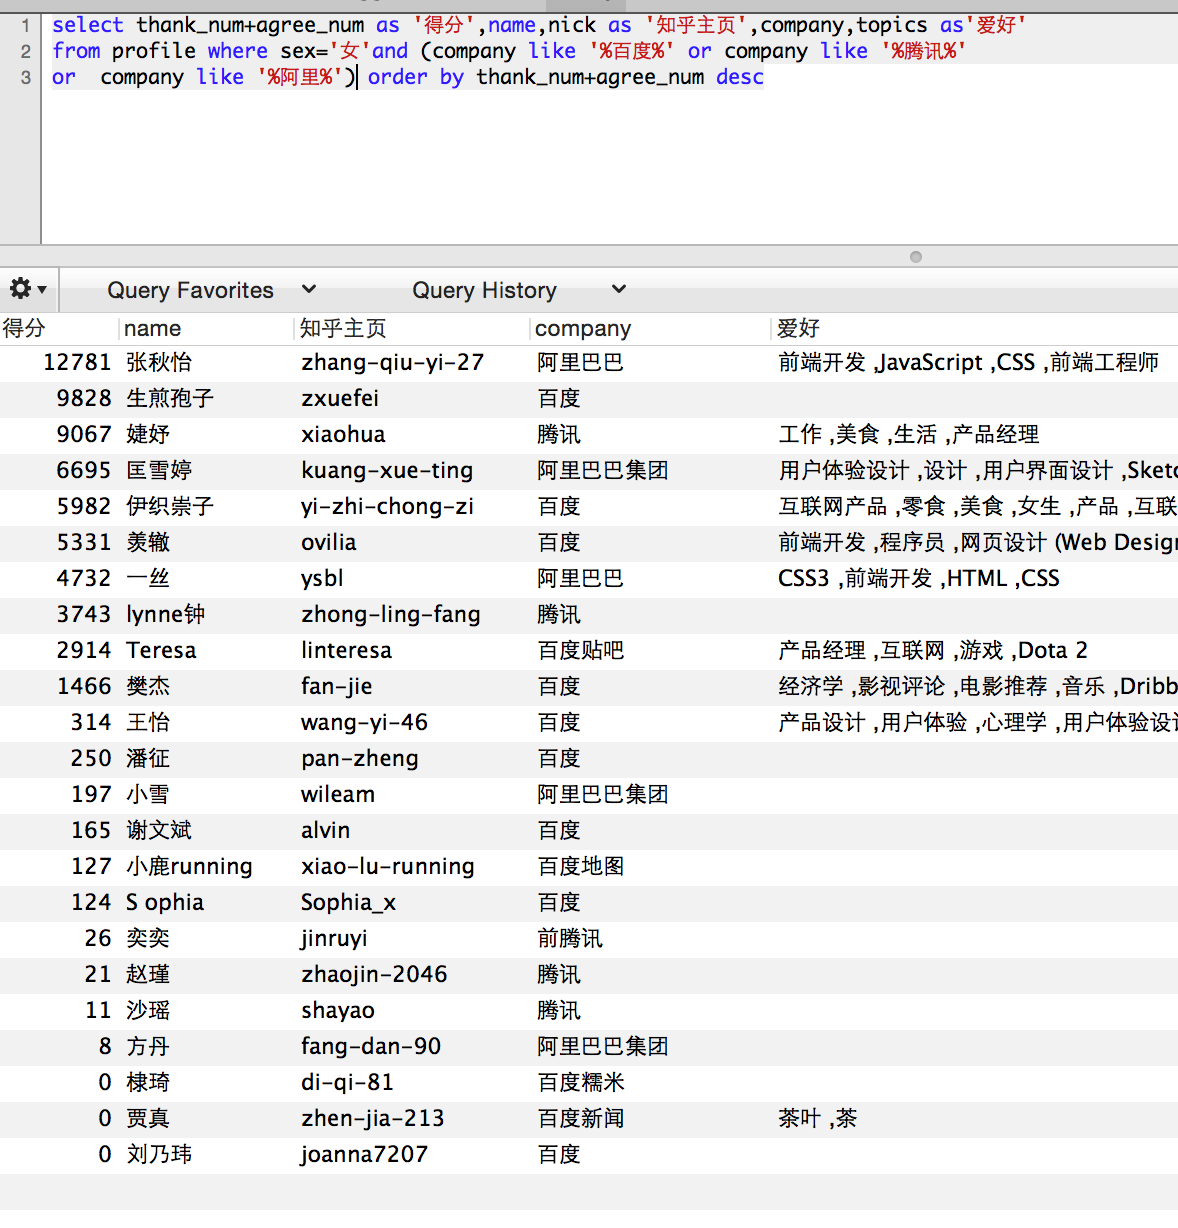 1 select thank_num+agree_num as '得分',name,nick as '知乎主页',company,topics as'爱好'
2 from profile where sex='女'and (company like '%百度%' or company like '%腾讯%'
3 or  company like '%阿里%') order by thank_num+agree_num desc
Query Favorites Query History
得分 name 知乎主页 company 爱好
12781 张秋怡 zhang-qiu-yi-27 阿里巴巴 前端开发 ,JavaScript ,CSS ,前端工程师
9828 生煎孢子 zxuefei 百度
9067 婕妤 xiaohua 腾讯 工作 ,美食 ,生活 ,产品经理
6695 匡雪婷 kuang-xue-ting 阿里巴巴集团 用户体验设计 ,设计 ,用户界面设计 ,Sketc
5982 伊织崇子 yi-zhi-chong-zi 百度 互联网产品 ,零食 ,美食 ,女生 ,产品 ,互联
5331 羡辙 ovilia 百度 前端开发 ,程序员 ,网页设计 (Web Design
4732 一丝 ysbl 阿里巴巴 CSS3 ,前端开发 ,HTML ,CSS
3743 lynne钟 zhong-ling-fang 腾讯
2914 Teresa linteresa 百度贴吧 产品经理 ,互联网 ,游戏 ,Dota 2
1466 樊杰 fan-jie 百度 经济学 ,影视评论 ,电影推荐 ,音乐 ,Dribb
314 王怡 wang-yi-46 百度 产品设计 ,用户体验 ,心理学 ,用户体验设计
250 潘征 pan-zheng 百度
197 小雪 wileam 阿里巴巴集团
165 谢文斌 alvin 百度
127 小鹿running xiao-lu-running 百度地图
124 S ophia Sophia_x 百度
26 奕奕 jinruyi 前腾讯
21 赵瑾 zhaojin-2046 腾讯
11 沙瑶 shayao 腾讯
8 方丹 fang-dan-90 阿里巴巴集团
0 棣琦 di-qi-81 百度糯米
0 贾真 zhen-jia-213 百度新闻 茶叶 ,茶
0 刘乃玮 joanna7207 百度